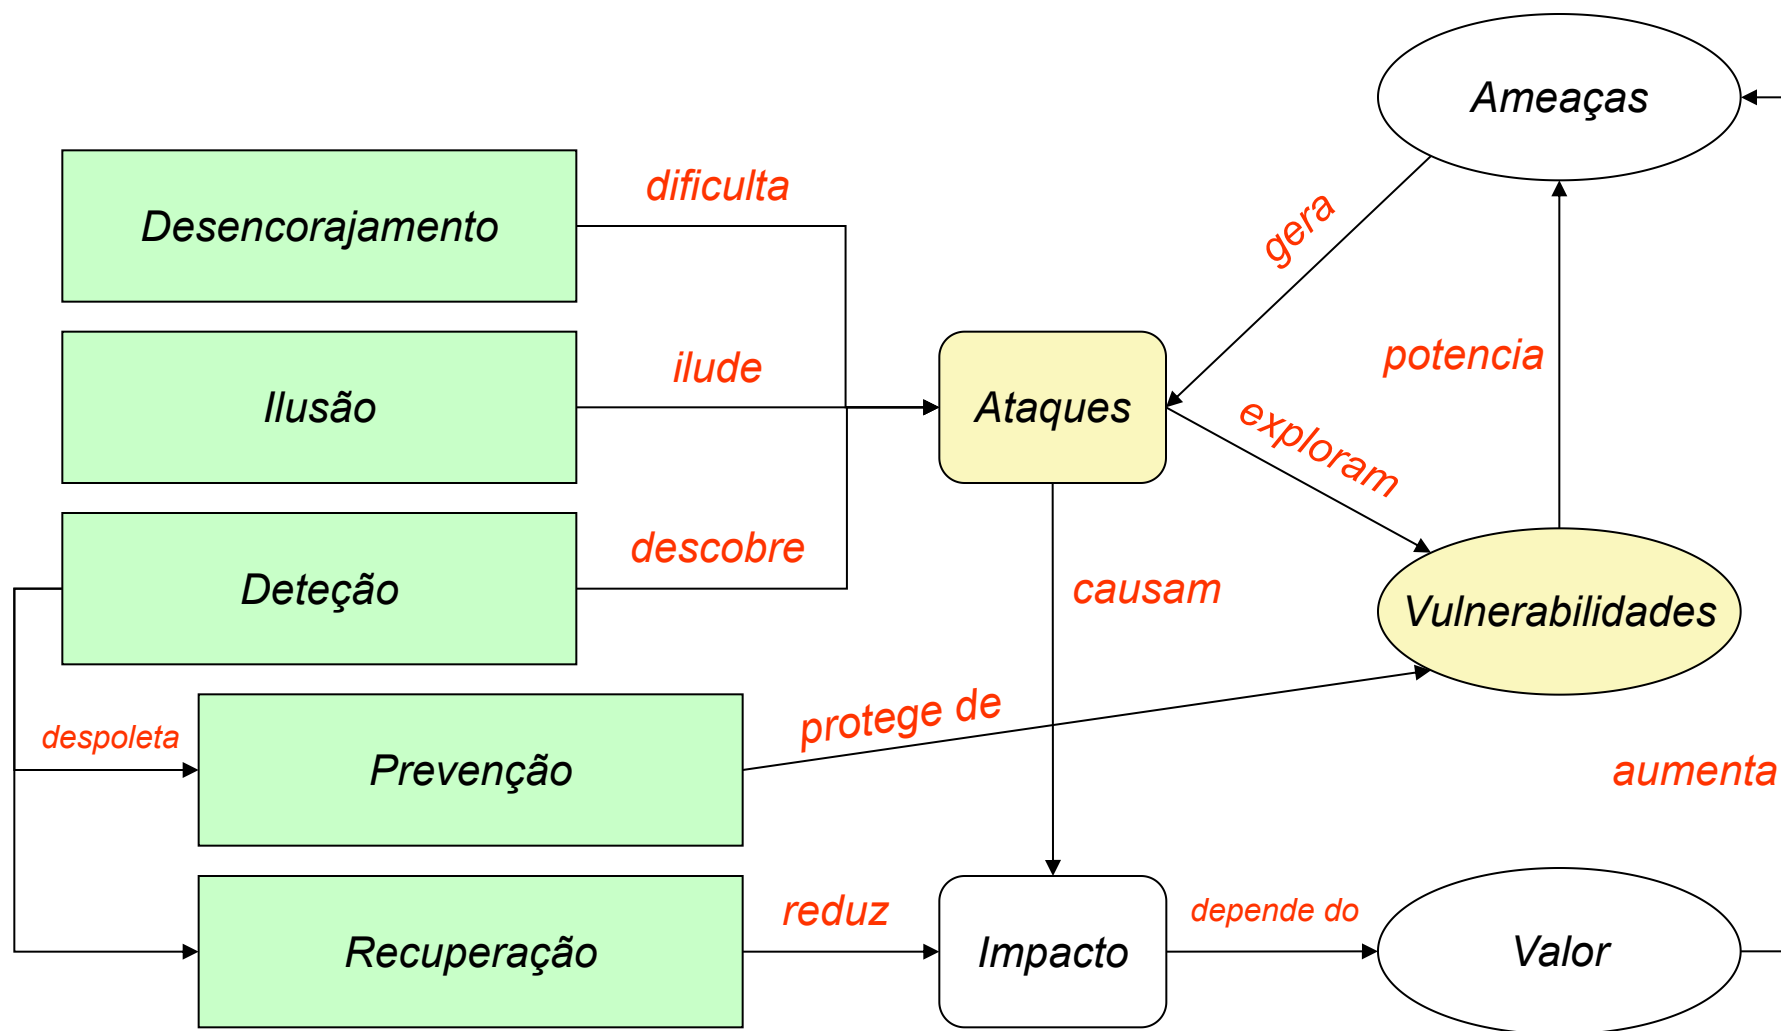 Ameaças
Desencorajamento
dificulta
gera
Ilusão
ilude
Ataques
potencia
exploram
Deteção
descobre
causam
Vulnerabilidades
despoleta
Prevenção
protege de
aumenta
Recuperação
reduz
Impacto
depende do
Valor